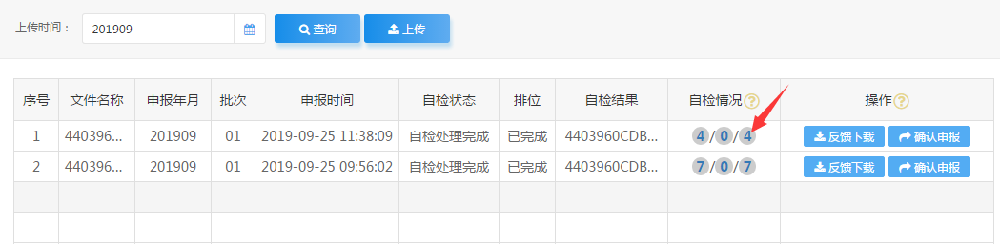 上传时间： 201909 查询 上传
序号 文件名称 申报年月 批次 申报时间 自检状态 排位 自检结果 自检情况? 操作?
1 440396... 201909 01 2019-09-25 11:38:09 自检处理完成 已完成 4403960CDB... 4/0/4 反馈下载 确认申报
2 440396... 201909 01 2019-09-25 09:56:02 自检处理完成 已完成 4403960CDB... 7/0/7 反馈下载 确认申报